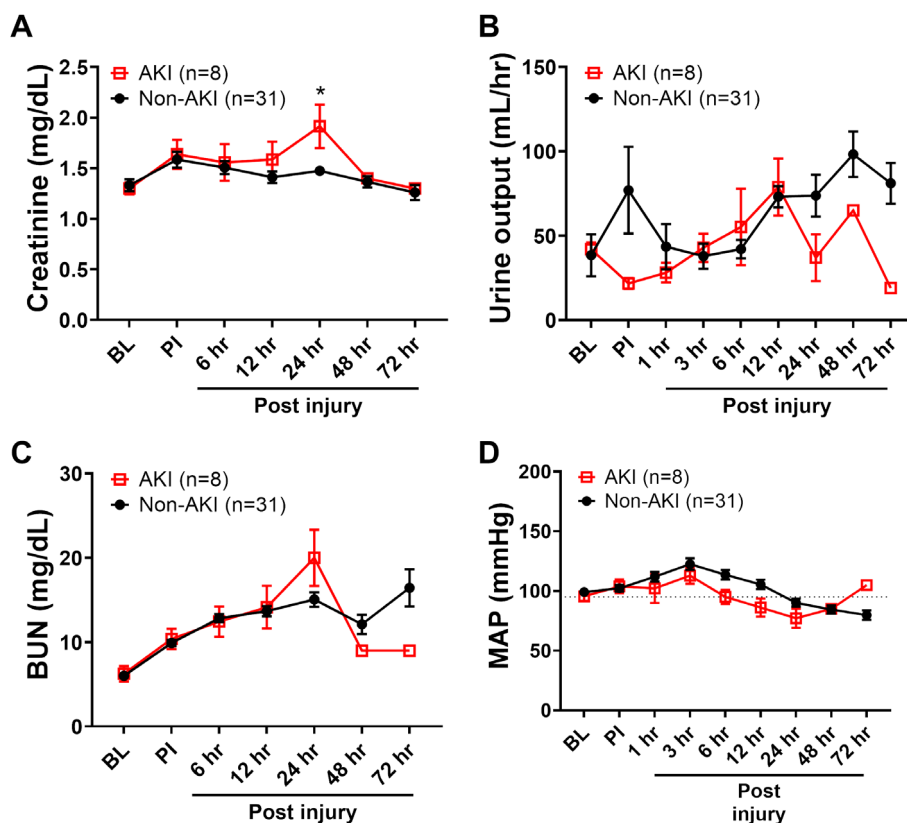 A
AKI (n=8)
Non-AKI (n=31)
*
Creatinine (mg/dL)
2.5
2.0
1.5
1.0
0.5
0.0
BL PI 6 hr 12 hr 24 hr 48 hr 72 hr
Post injury
B
AKI (n=8)
Non-AKI (n=31)
Urine output (mL/hr)
150
100
50
0
BL PI 1 hr 3 hr 6 hr 12 hr 24 hr 48 hr 72 hr
Post injury
C
AKI (n=8)
Non-AKI (n=31)
BUN (mg/dL)
30
20
10
0
BL PI 6 hr 12 hr 24 hr 48 hr 72 hr
Post injury
D
AKI (n=8)
Non-AKI (n=31)
MAP (mmHg)
200
150
100
50
0
BL PI 1 hr 3 hr 6 hr 12 hr 24 hr 48 hr 72 hr
Post
injury